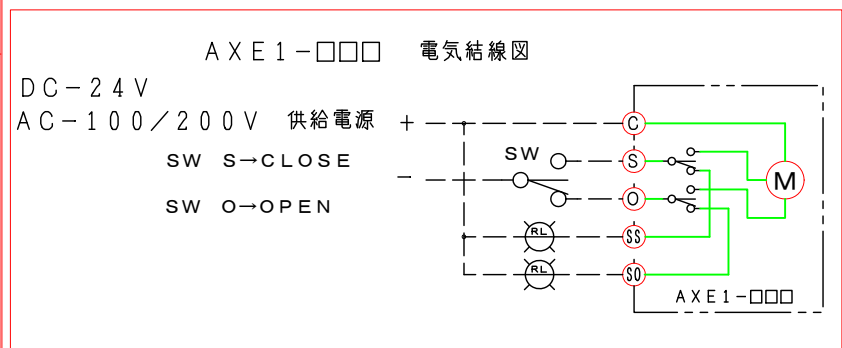 AXE1-□□□ 電気結線図
DC-24V
AC-100/200V 供給電源 +
SW S→CLOSE
-
SW O→OPEN
SW
C
S
O
SS
SO
RL
RL
M
AXE1-□□□